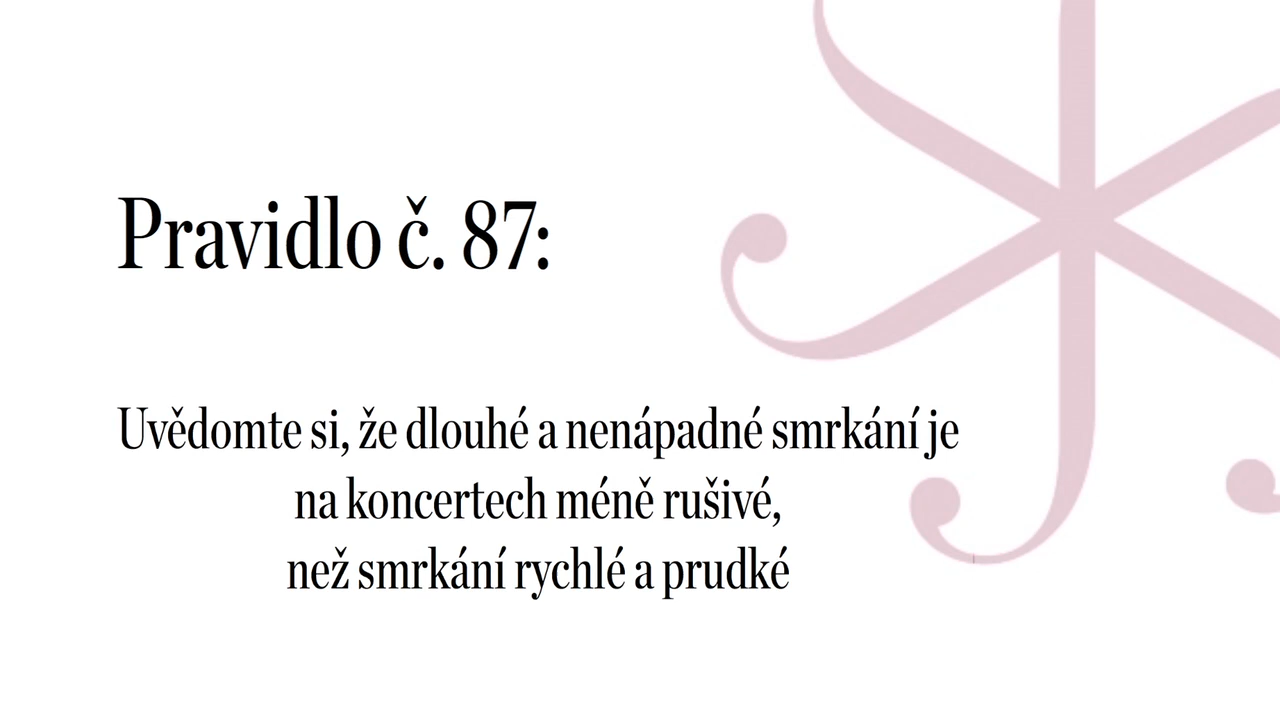 Pravidlo č. 87:
Uvědomte si, že dlouhé a nenápadné smrkání je
na koncertech méně rušivé,
než smrkání rychlé a prudké